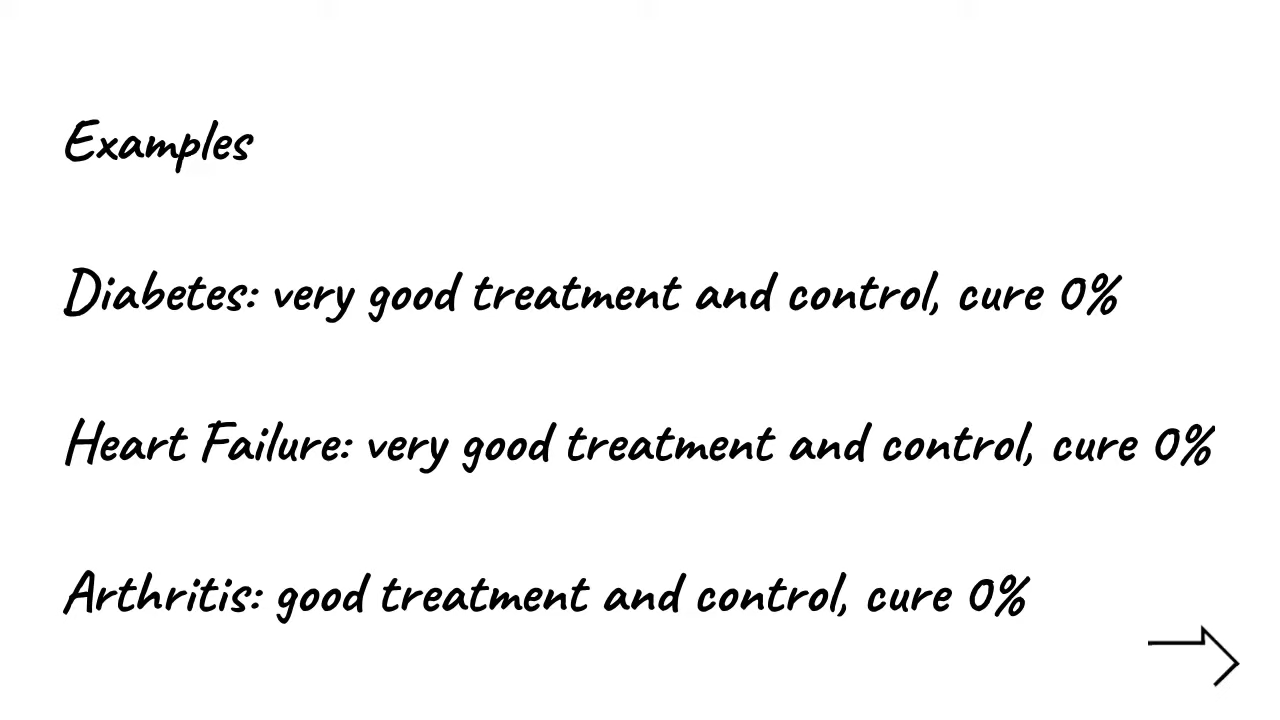 Examples
Diabetes: very good treatment and control, cure 0%
Heart Failure: very good treatment and control, cure 0%
Arthritis: good treatment and control, cure 0%